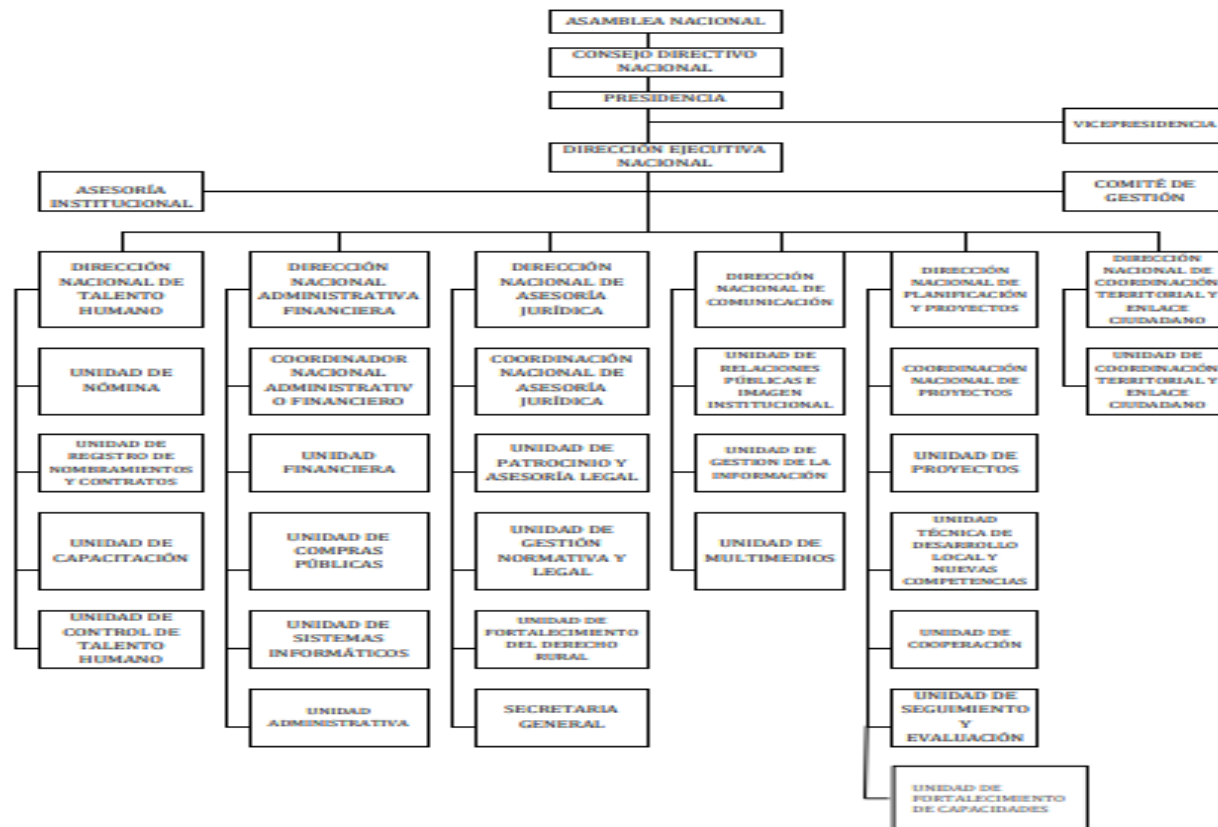 ASAMBLEA NACIONAL
CONSEJO DIRECTIVO
NACIONAL
PRESIDENCIA
VICEPRESIDENCIA
DIRECCIÓN EJECUTIVA
NACIONAL
ASESORÍA
INSTITUCIONAL
COMITÉ DE
GESTIÓN
DIRECCIÓN
NACIONAL DE
TALENTO
HUMANO
UNIDAD DE
NÓMINA
UNIDAD DE
REGISTRO DE
NOMBRAMIENTOS
Y CONTRATOS
UNIDAD DE
CAPACITACIÓN
UNIDAD DE
CONTROL DE
TALENTO
HUMANO
DIRECCIÓN
NACIONAL
ADMINISTRATIVA
FINANCIERA
COORDINADOR
NACIONAL
ADMINISTRATIV
O FINANCIERO
UNIDAD
FINANCIERA
UNIDAD DE
COMPRAS
PÚBLICAS
UNIDAD DE
SISTEMAS
INFORMÁTICOS
UNIDAD
ADMINISTRATIVA
DIRECCIÓN
NACIONAL DE
ASESORÍA
JURÍDICA
COORDINACIÓN
NACIONAL DE
ASESORÍA
JURÍDICA
UNIDAD DE
PATROCINIO Y
ASESORÍA LEGAL
UNIDAD DE
GESTIÓN
NORMATIVA Y
LEGAL
UNIDAD DE
FORTALECIMIENTO
DEL DERECHO
RURAL
SECRETARIA
GENERAL
DIRECCIÓN
NACIONAL DE
COMUNICACIÓN
UNIDAD DE
RELACIONES
PÚBLICAS E
IMAGEN
INSTITUCIONAL
UNIDAD DE
GESTION DE LA
INFORMACIÓN
UNIDAD DE
MULTIMEDIOS
DIRECCIÓN
NACIONAL DE
PLANIFICACIÓN
Y PROYECTOS
COORDINACIÓN
NACIONAL DE
PROYECTOS
UNIDAD DE
PROYECTOS
UNIDAD
TÉCNICA DE
DESARROLLO
LOCAL Y
NUEVAS
COMPETENCIAS
UNIDAD DE
COOPERACIÓN
UNIDAD DE
SEGUIMIENTO
Y
EVALUACIÓN
UNIDAD DE
FORTALECIMIENTO
DE CAPACIDADES
DIRECCIÓN
NACIONAL DE
COORDINACIÓN
TERRITORIAL Y
ENLACE
CIUDADANO
UNIDAD DE
COORDINACIÓN
TERRITORIAL Y
ENLACE
CIUDADANO